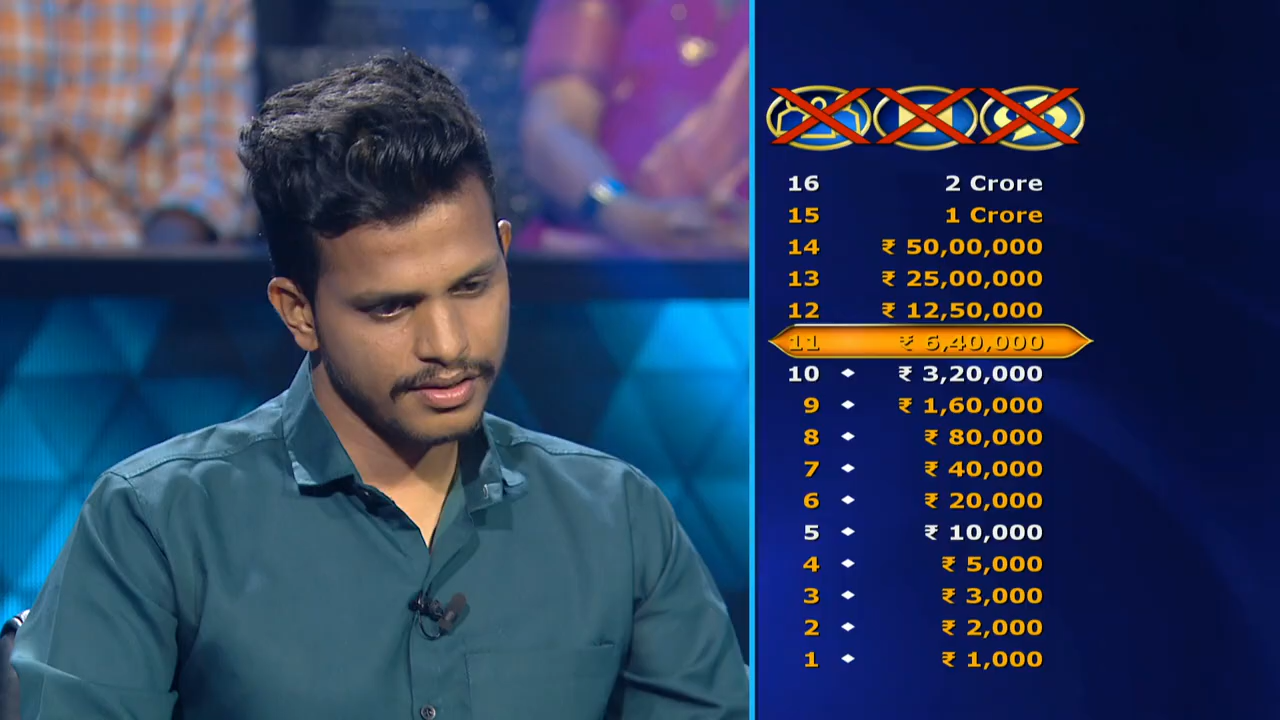 16 2 Crore
15 1 Crore
14 ₹ 50,00,000
13 ₹ 25,00,000
12 ₹ 12,50,000
11 ₹ 6,40,000
10 ₹ 3,20,000
9 ₹ 1,60,000
8 ₹ 80,000
7 ₹ 40,000
6 ₹ 20,000
5 ₹ 10,000
4 ₹ 5,000
3 ₹ 3,000
2 ₹ 2,000
1 ₹ 1,000